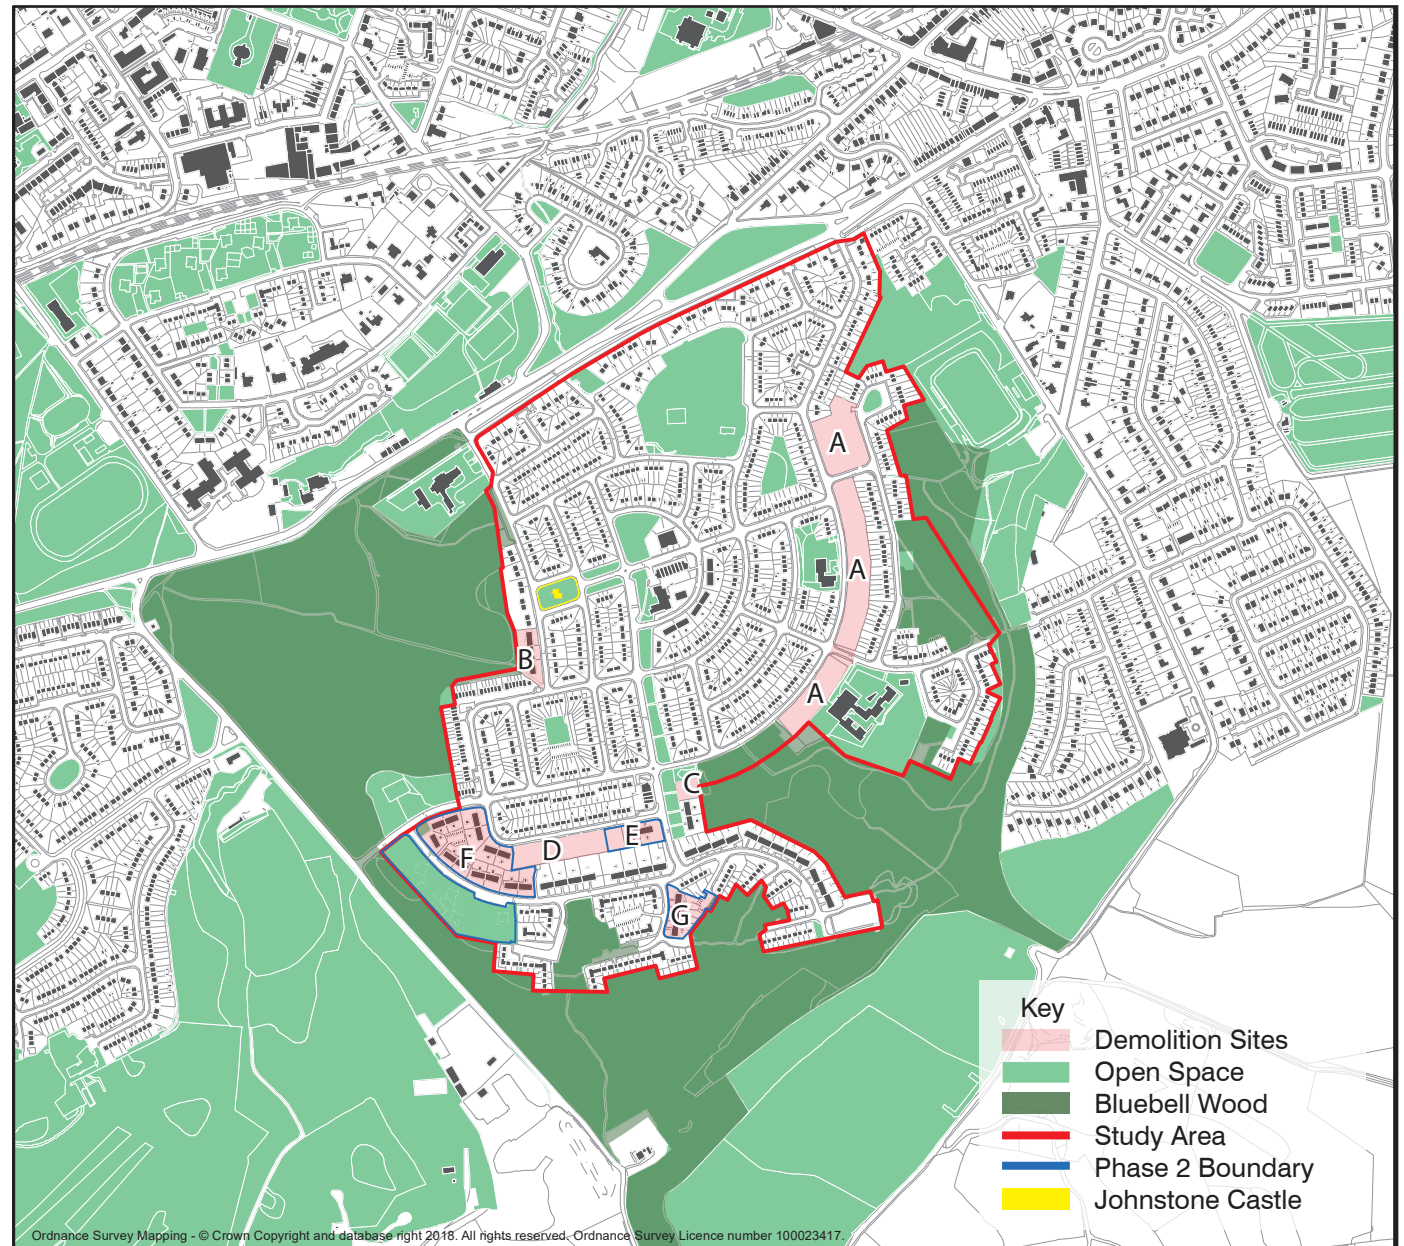 A
A
B
A
C
D
E
F
G
Key
Demolition Sites
Open Space
Bluebell Wood
Study Area
Phase 2 Boundary
Johnstone Castle
Ordnance Survey Mapping - © Crown Copyright and database right 2018. All rights reserved. Ordnance Survey Licence number 100023417.